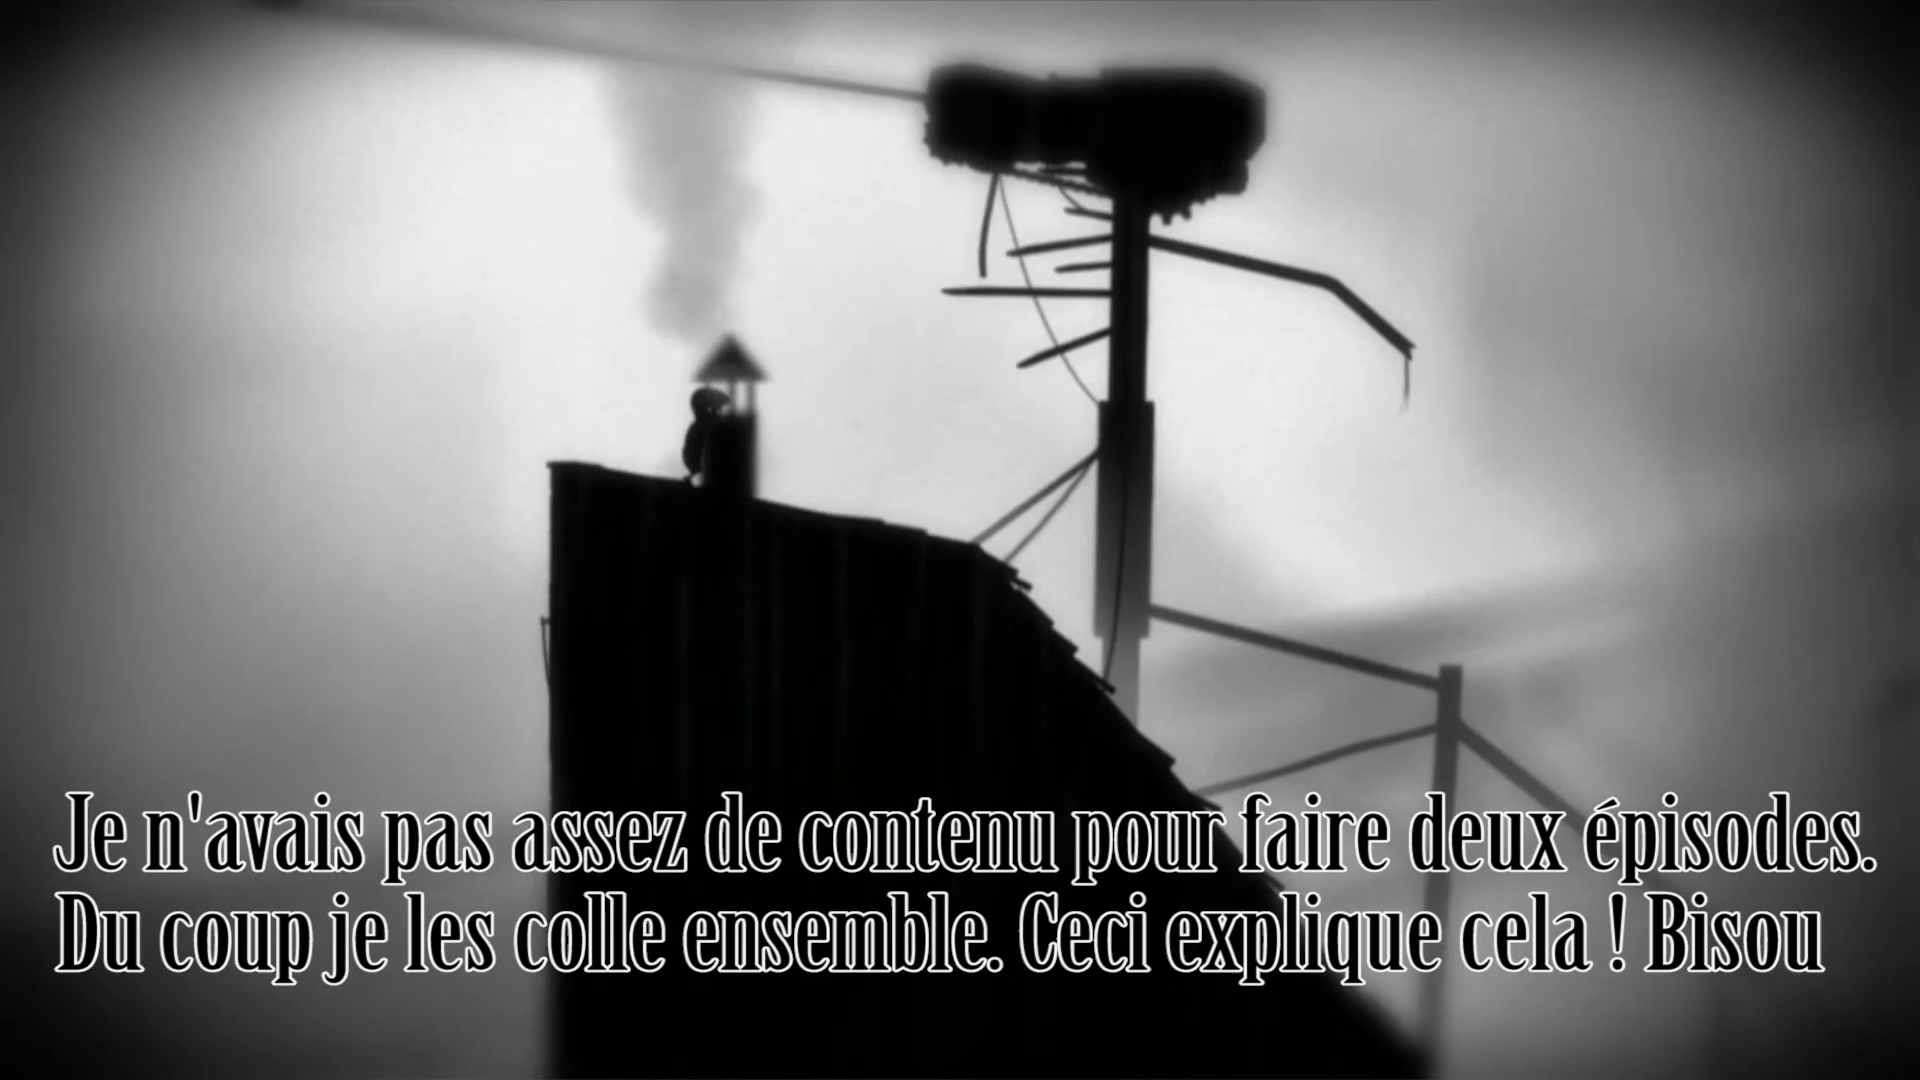 Je n'avais pas assez de contenu pour faire deux épisodes.
Du coup je les colle ensemble. Ceci explique cela ! Bisou